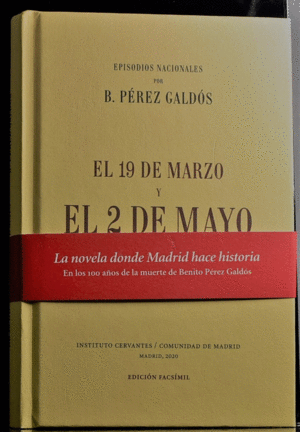 EPISODIOS NACIONALES
POR
B. PÉREZ GALDÓS
EL 19 DE MARZO
Y
EL 2 DE MAYO
La novela donde Madrid hace historia
En los 100 años de la muerte de Benito Pérez Galdós
INSTITUTO CERVANTES / COMUNIDAD DE MADRID
MADRID, 2020
EDICIÓN FACSÍMIL